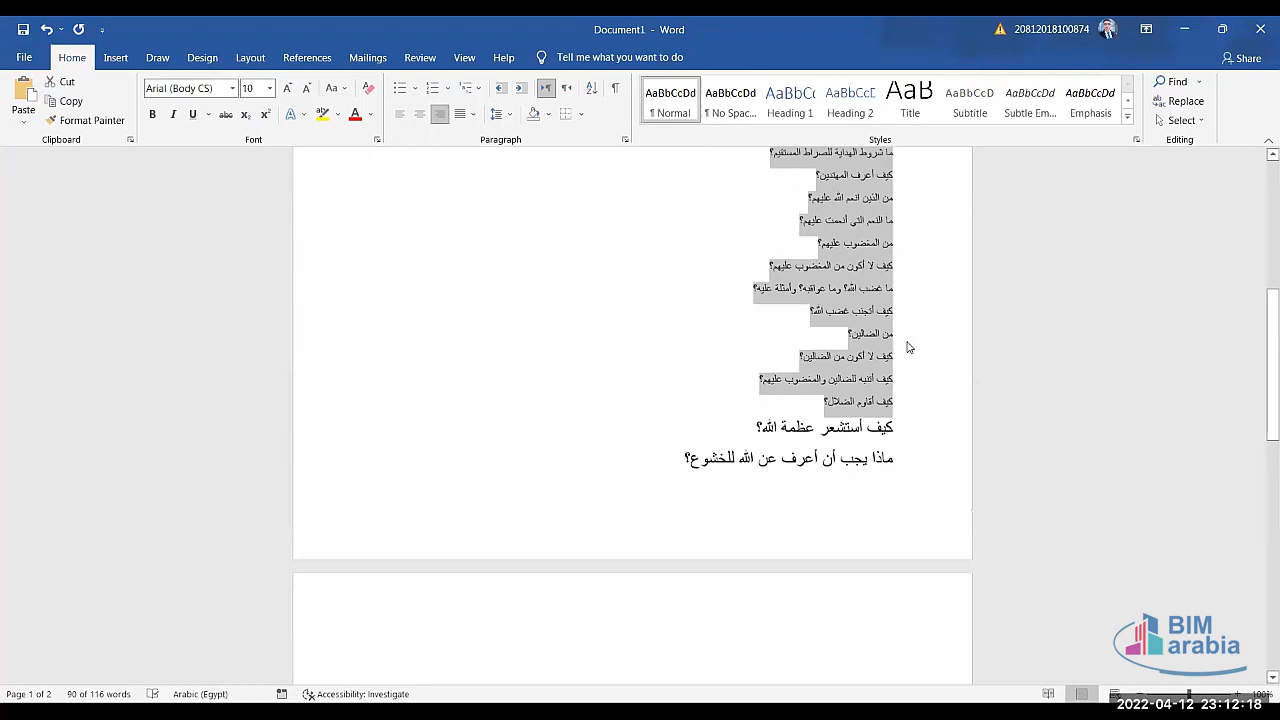 Document1 - Word
20812018100874
File Home Insert Draw Design Layout References Mailings Review View Help Tell me what you want to do Share
Paste Cut Copy Format Painter
Arial (Body CS) 10
AaBbCcDd ¶ Normal
AaBbCcDd ¶ No Spac...
AaBbCc Heading 1
AaBbCcD Heading 2
AaB Title
AaBbCcD Subtitle
AaBbCcDd Subtle Em...
AaBbCcDd Emphasis
Find Replace Select
Clipboard Font Paragraph Styles Editing
ما شروط الهداية للصراط المستقيم؟
كيف أعرف المهتدين؟
من الذين انعم الله عليهم؟
ما النعم التي أنعمت عليهم؟
من المغضوب عليهم؟
كيف لا أكون من المغضوب عليهم؟
ما غضب الله؟ وما عواقبه؟ وأمثلة عليه؟
كيف أتجنب غضب الله؟
من الضالين؟
كيف لا أكون من الضالين؟
كيف أتنبه للضالين والمغضوب عليهم؟
كيف أقاوم الضلال؟
كيف أستشعر عظمة الله؟
ماذا يجب أن أعرف عن الله للخشوع؟
BIM
arabia
Page 1 of 2 90 of 116 words Arabic (Egypt) Accessibility: Investigate 100%
2022-04-12 23:12:18